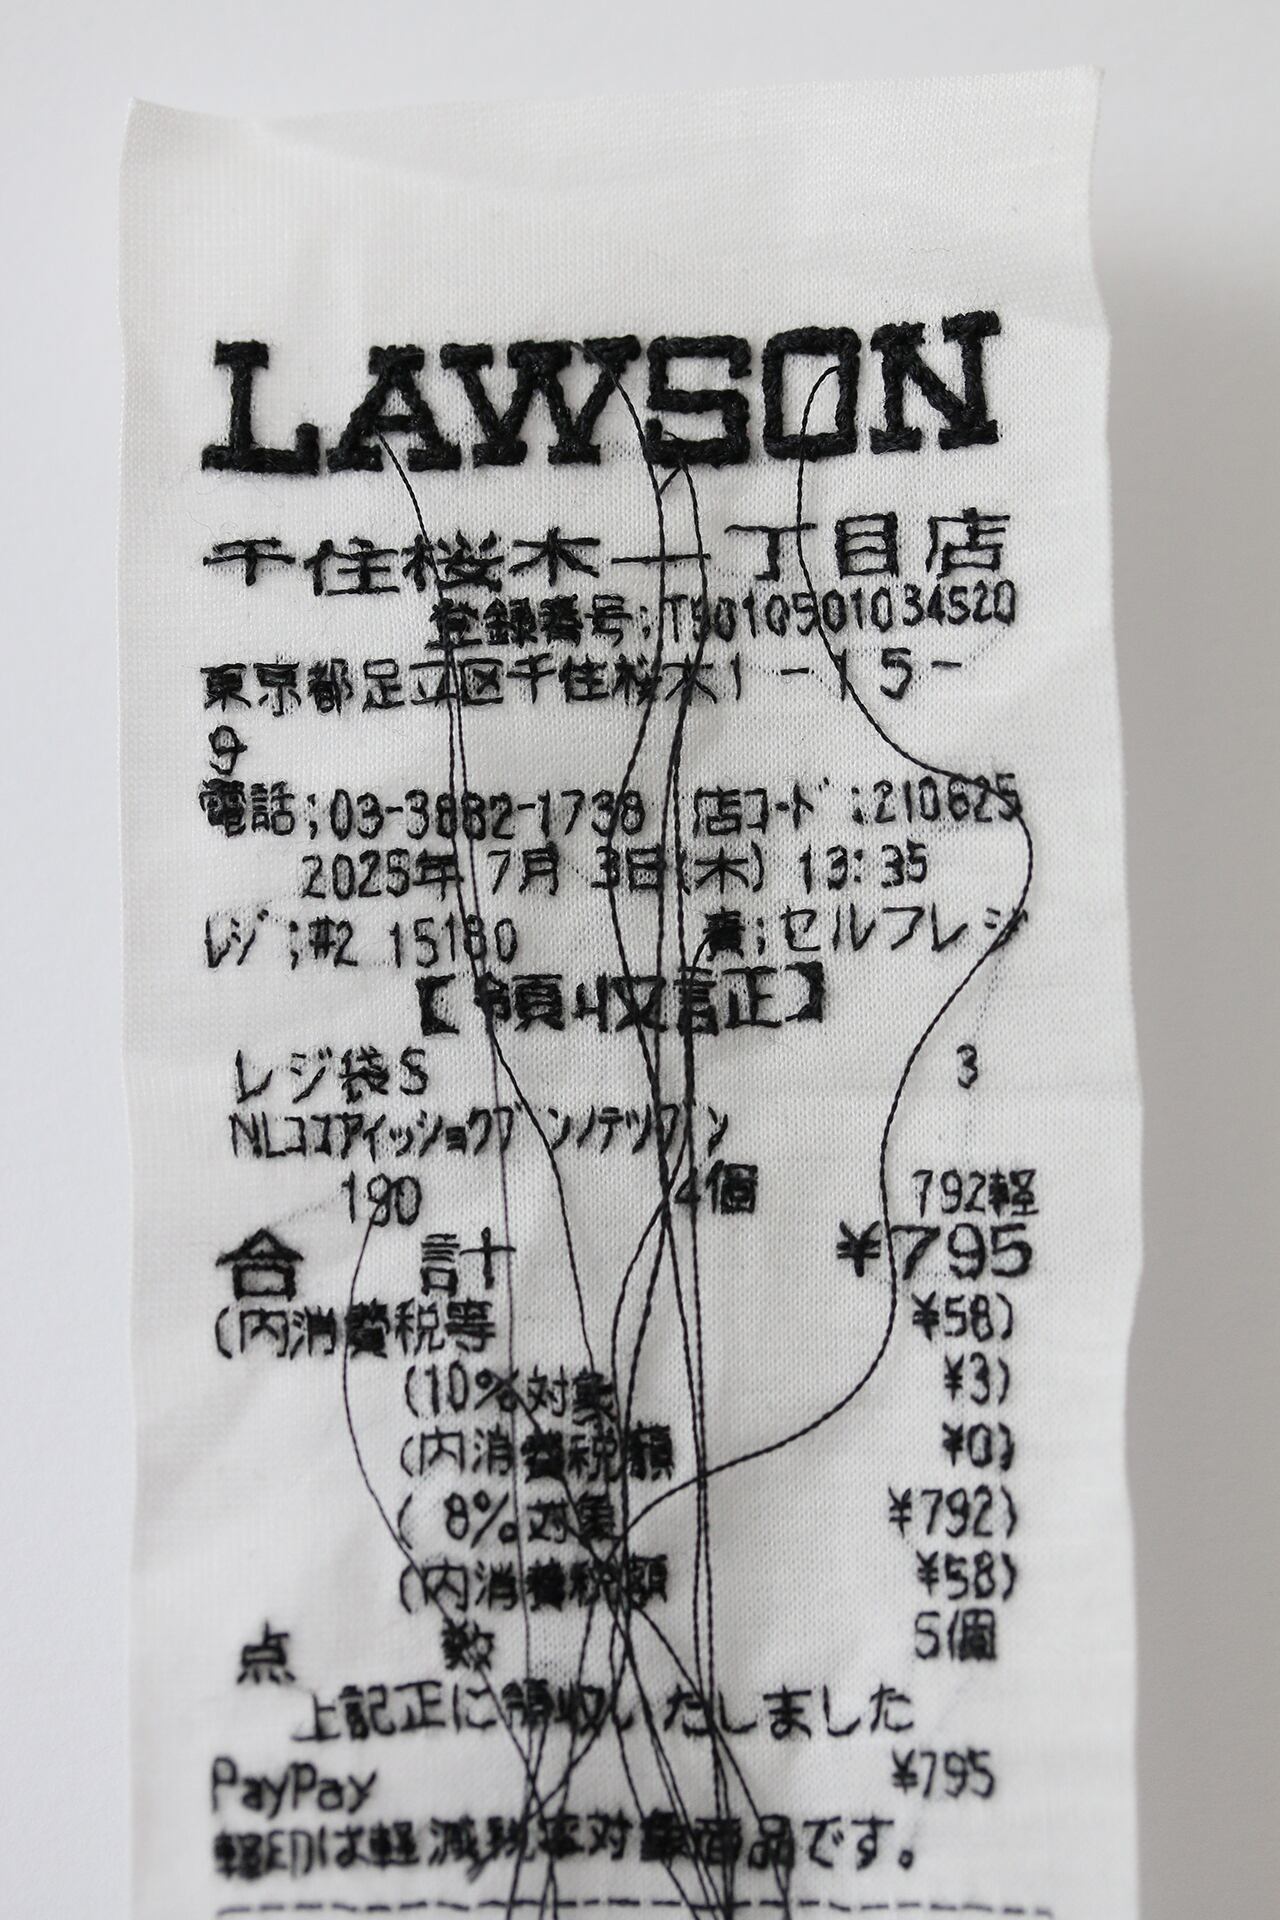 LAWSON
千住桜木一丁目店
登録番号:T5010501034520
東京都足立区千住桜木1-15-
9
電話;03-3882-1738 店コード:210625
2025年 7月 3日(木) 13:35
レジ;#2 15180 責;セルフレジ
【領収証】
レジ袋S 3
NLココアィッショクブンノテツブン
190 4個 792軽
合 計 ¥795
(内消費税等 ¥58)
(10%対象 ¥3)
(内消費税額 ¥0)
( 8%対象 ¥792)
(内消費税額 ¥58)
点 数 5個
上記正に領収いたしました
PayPay ¥795
軽印は軽減税率対象商品です。